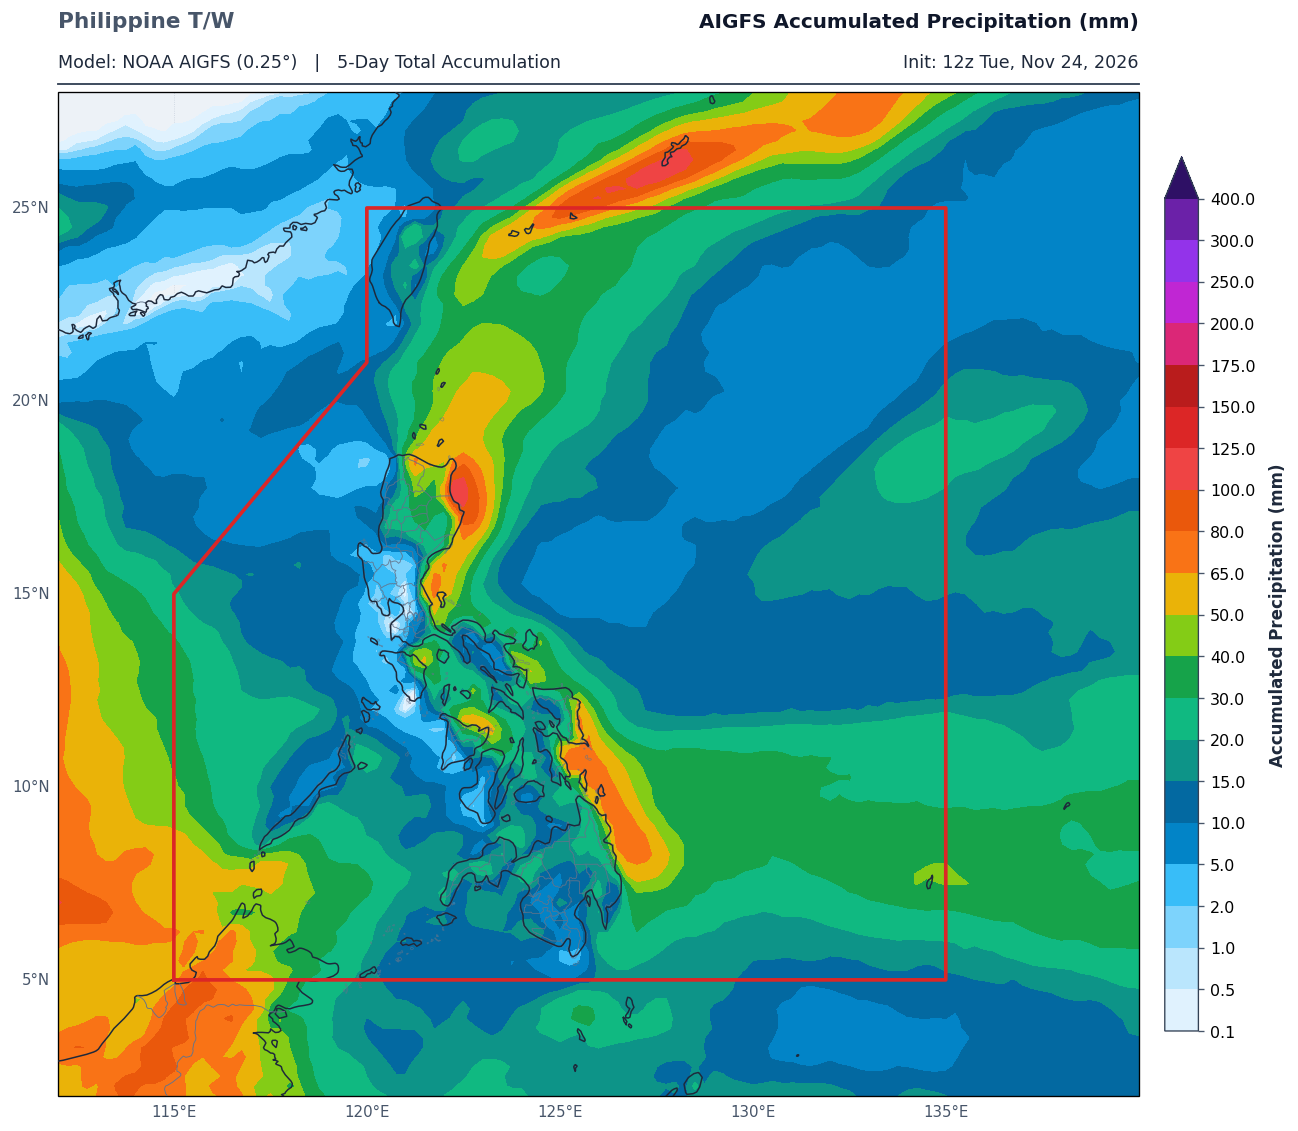 Philippine T/W
AIGFS Accumulated Precipitation (mm)
Model: NOAA AIGFS (0.25°)   |   5-Day Total Accumulation
Init: 12z Tue, Nov 24, 2026
25°N
20°N
15°N
10°N
5°N
115°E
120°E
125°E
130°E
135°E
400.0
300.0
250.0
200.0
175.0
150.0
125.0
100.0
80.0
65.0
50.0
40.0
30.0
20.0
15.0
10.0
5.0
2.0
1.0
0.5
0.1
Accumulated Precipitation (mm)